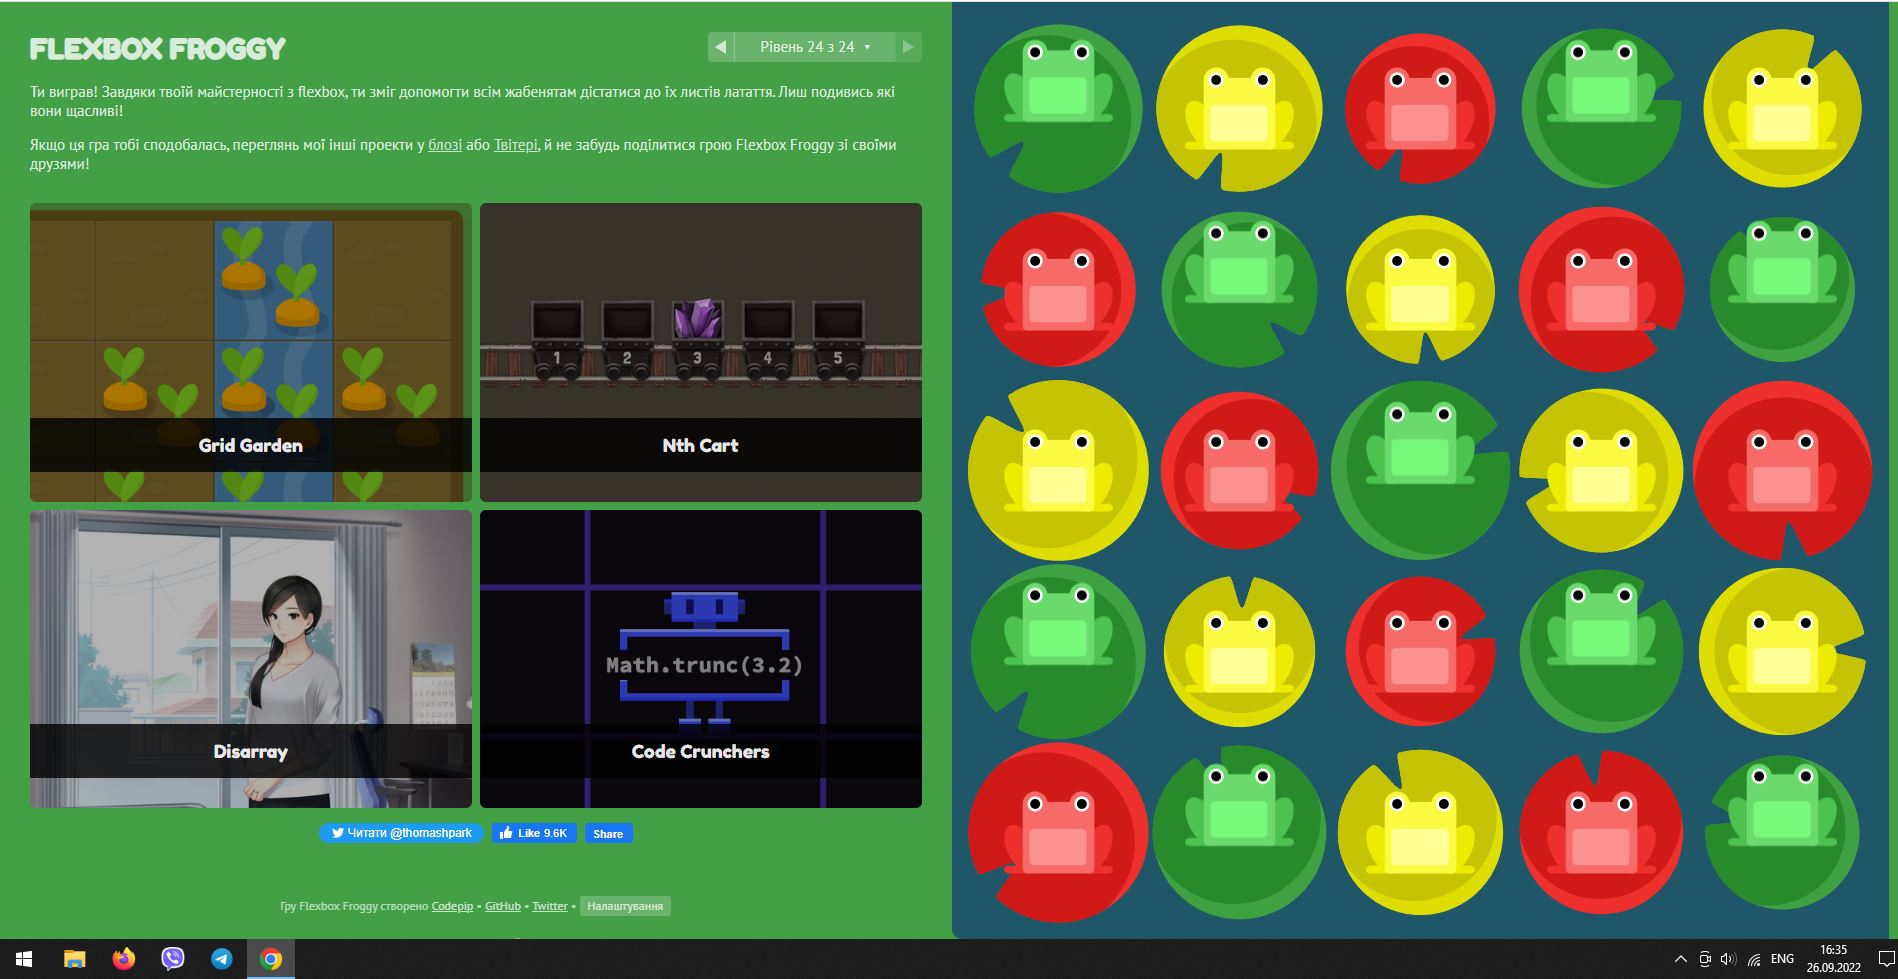 FLEXBOX FROGGY
Рівень 24 з 24
Ти виграв! Завдяки твоїй майстерності з flexbox, ти зміг допомогти всім жабенятам дістатися до їх листів латаття. Лиш подивись які
вони щасливі!
Якщо ця гра тобі сподобалась, переглянь мої інші проекти у блозі або Твітері, й не забудь поділитися грою Flexbox Froggy зі своїми
друзями!
1 2 3 4 5
Grid Garden
Nth Cart
Math.trunc(3.2)
Disarray
Code Crunchers
Читати @thomashpark
Like 9.6K
Share
Гру Flexbox Froggy створено Codepip • GitHub • Twitter • Налаштування
ENG
16:35
26.09.2022